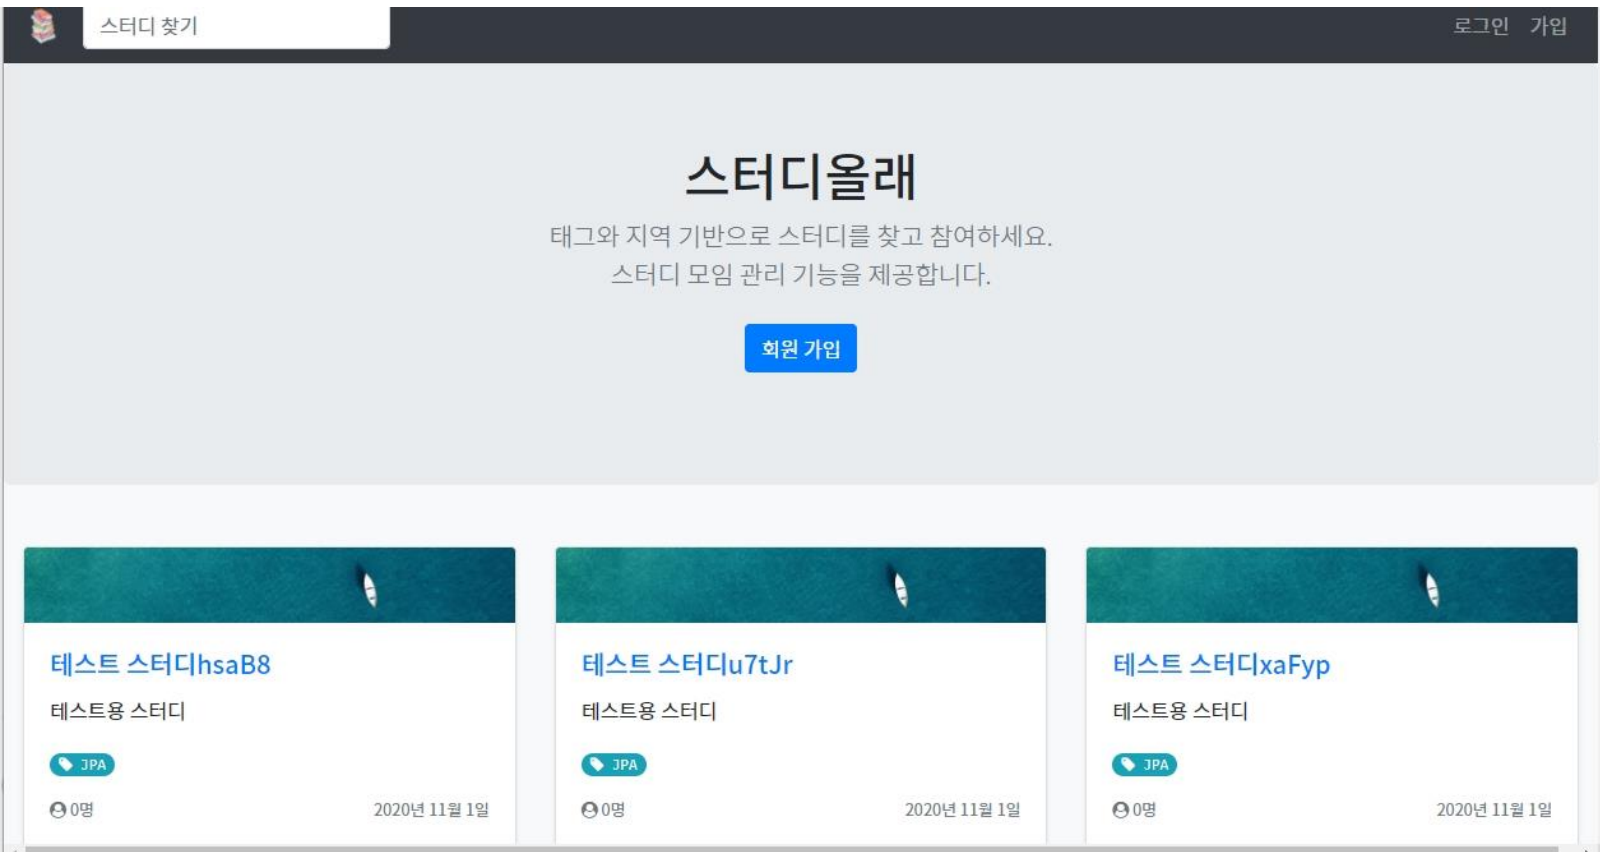 스터디 찾기
로그인 가입
스터디올래
태그와 지역 기반으로 스터디를 찾고 참여하세요.
스터디 모임 관리 기능을 제공합니다.
회원 가입
테스트 스터디hsaB8
테스트용 스터디
JPA
0명 2020년 11월 1일
테스트 스터디u7tJr
테스트용 스터디
JPA
0명 2020년 11월 1일
테스트 스터디xaFyp
테스트용 스터디
JPA
0명 2020년 11월 1일